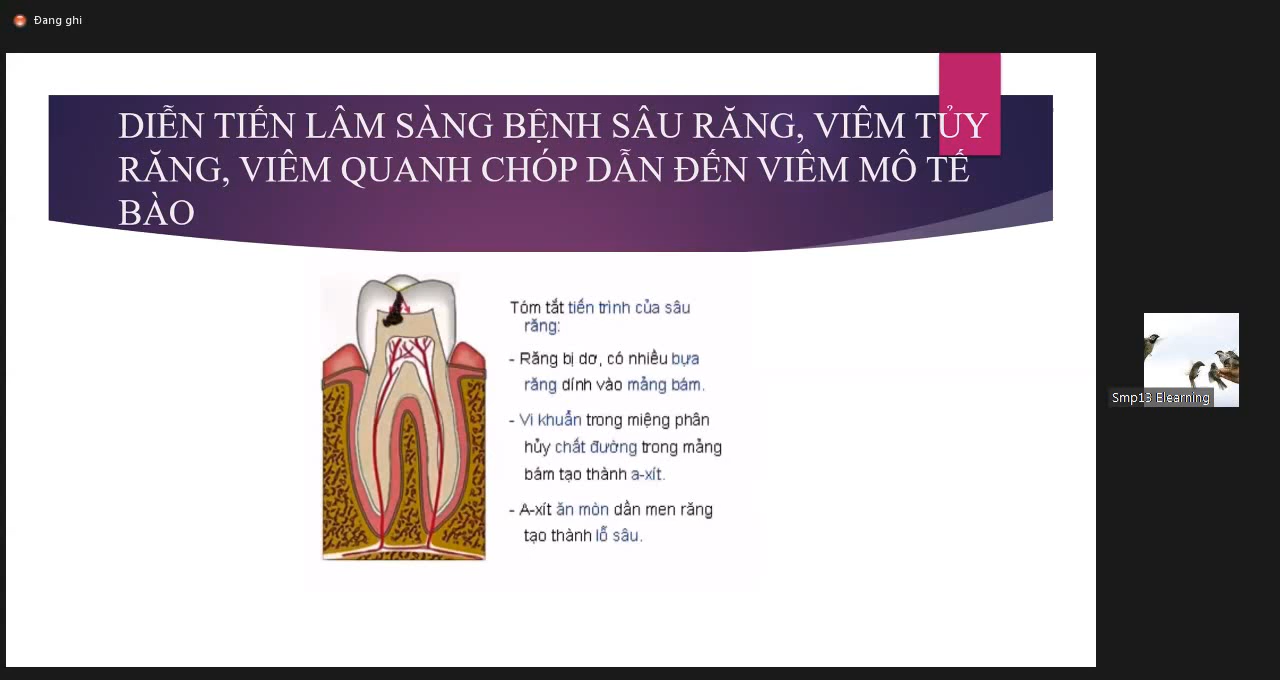 Đang ghi
DIỄN TIẾN LÂM SÀNG BỆNH SÂU RĂNG, VIÊM TỦY
RĂNG, VIÊM QUANH CHÓP DẪN ĐẾN VIÊM MÔ TẾ
BÀO
Tóm tắt tiến trình của sâu
răng:
- Răng bị dơ, có nhiều bựa
răng dính vào mảng bám.
- Vi khuẩn trong miệng phân
hủy chất đường trong mảng
bám tạo thành a-xít.
- A-xít ăn mòn dần men răng
tạo thành lỗ sâu.
Smp13 Elearning